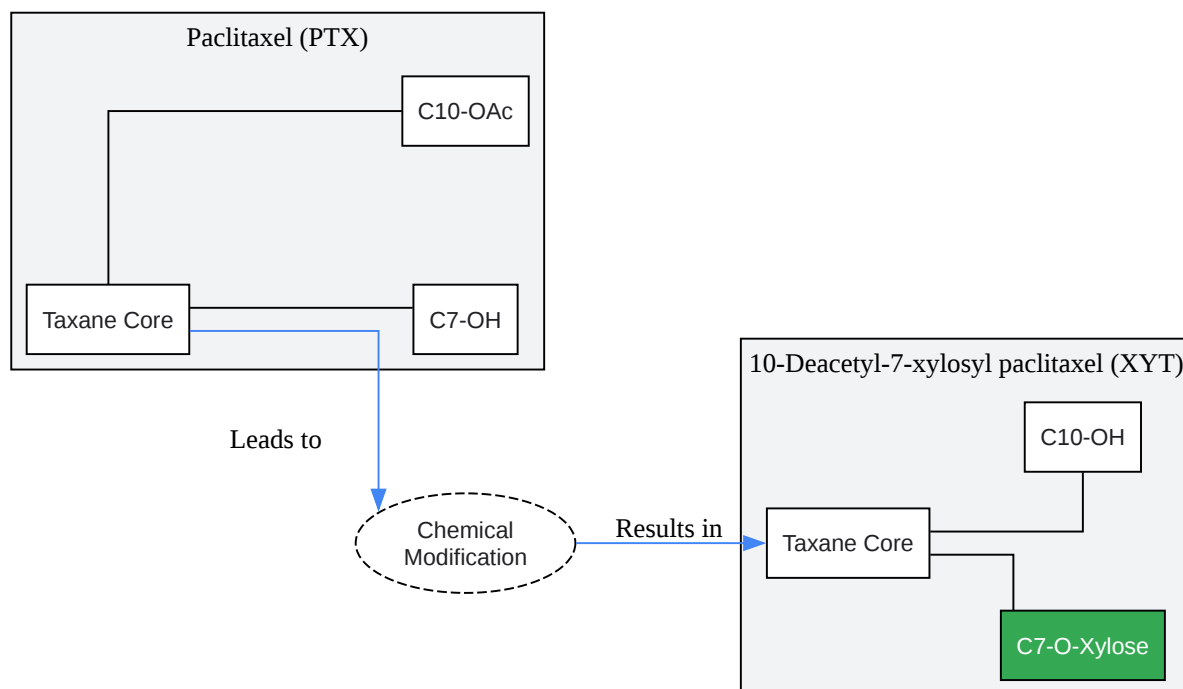 Paclitaxel (PTX)
C10-OAc
Taxane Core
C7-OH
Leads to
Chemical
Modification
Results in
10-Deacetyl-7-xylosyl paclitaxel (XYT)
C10-OH
Taxane Core
C7-O-Xylose